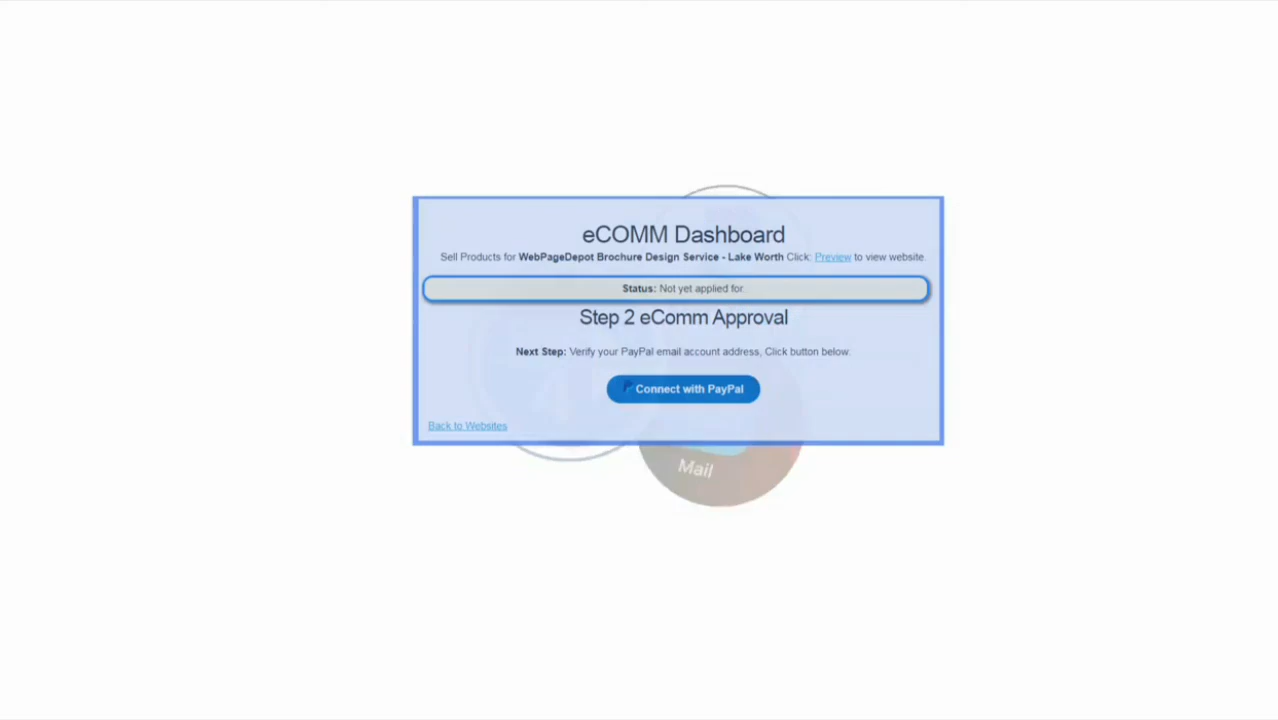 eCOMM Dashboard
Sell Products for WebPageDepot Brochure Design Service - Lake Worth Click: Preview to view website.
Status: Not yet applied for.
Step 2 eComm Approval
Next Step: Verify your PayPal email account address, Click button below.
Connect with PayPal
Back to Websites
Mail